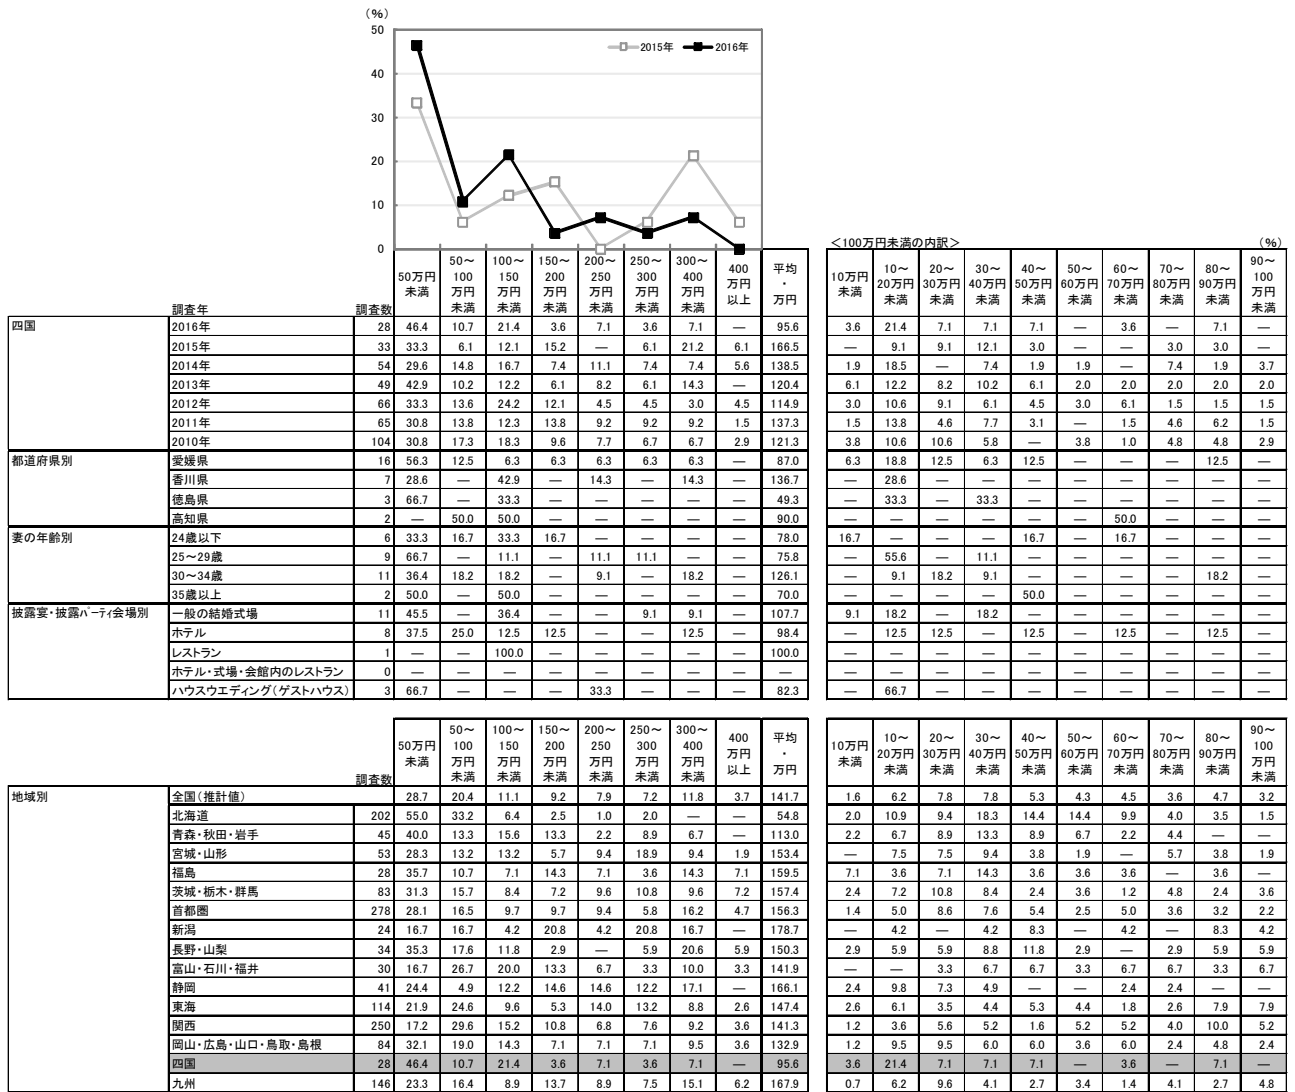 (%)
50
40
30
20
10
0
2015年 2016年
＜100万円未満の内訳＞ (%)
調査年 調査数 50万円未満 50～100万円未満 100～150万円未満 150～200万円未満 200～250万円未満 250～300万円未満 300～400万円未満 400万円以上 平均・万円 10万円未満 10～20万円未満 20～30万円未満 30～40万円未満 40～50万円未満 50～60万円未満 60～70万円未満 70～80万円未満 80～90万円未満 90～100万円未満
四国 2016年 28 46.4 10.7 21.4 3.6 7.1 3.6 7.1 — 95.6 3.6 21.4 7.1 7.1 7.1 — 3.6 — 7.1 —
2015年 33 33.3 6.1 12.1 15.2 — 6.1 21.2 6.1 166.5 — 9.1 9.1 12.1 3.0 — — 3.0 3.0 —
2014年 54 29.6 14.8 16.7 7.4 11.1 7.4 7.4 5.6 138.5 1.9 18.5 — 7.4 1.9 1.9 — 7.4 1.9 3.7
2013年 49 42.9 10.2 12.2 6.1 8.2 6.1 14.3 — 120.4 6.1 12.2 8.2 10.2 6.1 2.0 2.0 2.0 2.0 2.0
2012年 66 33.3 13.6 24.2 12.1 4.5 4.5 3.0 4.5 114.9 3.0 10.6 9.1 6.1 4.5 3.0 6.1 1.5 1.5 1.5
2011年 65 30.8 13.8 12.3 13.8 9.2 9.2 9.2 1.5 137.3 1.5 13.8 4.6 7.7 3.1 — 1.5 4.6 6.2 1.5
2010年 104 30.8 17.3 18.3 9.6 7.7 6.7 6.7 2.9 121.3 3.8 10.6 10.6 5.8 — 3.8 1.0 4.8 4.8 2.9
都道府県別 愛媛県 16 56.3 12.5 6.3 6.3 6.3 6.3 6.3 — 87.0 6.3 18.8 12.5 6.3 12.5 — — — 12.5 —
香川県 7 28.6 — 42.9 — 14.3 — 14.3 — 136.7 — 28.6 — — — — — — — —
徳島県 3 66.7 — 33.3 — — — — — 49.3 — 33.3 — 33.3 — — — — — —
高知県 2 — 50.0 50.0 — — — — — 90.0 — — — — — — 50.0 — — —
妻の年齢別 24歳以下 6 33.3 16.7 33.3 16.7 — — — — 78.0 16.7 — — — 16.7 — 16.7 — — —
25～29歳 9 66.7 — 11.1 — 11.1 11.1 — — 75.8 — 55.6 — 11.1 — — — — — —
30～34歳 11 36.4 18.2 18.2 — 9.1 — 18.2 — 126.1 — 9.1 18.2 9.1 — — — — 18.2 —
35歳以上 2 50.0 — 50.0 — — — — — 70.0 — — — — 50.0 — — — — —
披露宴・披露パーティ会場別 一般の結婚式場 11 45.5 — 36.4 — — 9.1 9.1 — 107.7 9.1 18.2 — 18.2 — — — — — —
ホテル 8 37.5 25.0 12.5 12.5 — — 12.5 — 98.4 — 12.5 12.5 — 12.5 — 12.5 — 12.5 —
レストラン 1 — — 100.0 — — — — — 100.0 — — — — — — — — — —
ホテル・式場・会館内のレストラン 0 — — — — — — — — — — — — — — — — — — —
ハウスウエディング（ゲストハウス） 3 66.7 — — — 33.3 — — — 82.3 — 66.7 — — — — — — — —
調査数 50万円未満 50～100万円未満 100～150万円未満 150～200万円未満 200～250万円未満 250～300万円未満 300～400万円未満 400万円以上 平均・万円 10万円未満 10～20万円未満 20～30万円未満 30～40万円未満 40～50万円未満 50～60万円未満 60～70万円未満 70～80万円未満 80～90万円未満 90～100万円未満
地域別 全国（推計値） 28.7 20.4 11.1 9.2 7.9 7.2 11.8 3.7 141.7 1.6 6.2 7.8 7.8 5.3 4.3 4.5 3.6 4.7 3.2
北海道 202 55.0 33.2 6.4 2.5 1.0 2.0 — — 54.8 2.0 10.9 9.4 18.3 14.4 14.4 9.9 4.0 3.5 1.5
青森・秋田・岩手 45 40.0 13.3 15.6 13.3 2.2 8.9 6.7 — 113.0 2.2 6.7 8.9 13.3 8.9 6.7 2.2 4.4 — —
宮城・山形 53 28.3 13.2 13.2 5.7 9.4 18.9 9.4 1.9 153.4 — 7.5 7.5 9.4 3.8 1.9 — 5.7 3.8 1.9
福島 28 35.7 10.7 7.1 14.3 7.1 3.6 14.3 7.1 159.5 7.1 3.6 7.1 14.3 3.6 3.6 3.6 — 3.6 —
茨城・栃木・群馬 83 31.3 15.7 8.4 7.2 9.6 10.8 9.6 7.2 157.4 2.4 7.2 10.8 8.4 2.4 3.6 1.2 4.8 2.4 3.6
首都圏 278 28.1 16.5 9.7 9.7 9.4 5.8 16.2 4.7 156.3 1.4 5.0 8.6 7.6 5.4 2.5 5.0 3.6 3.2 2.2
新潟 24 16.7 16.7 4.2 20.8 4.2 20.8 16.7 — 178.7 — 4.2 — 4.2 8.3 — 4.2 — 8.3 4.2
長野・山梨 34 35.3 17.6 11.8 2.9 — 5.9 20.6 5.9 150.3 2.9 5.9 5.9 8.8 11.8 2.9 — 2.9 5.9 5.9
富山・石川・福井 30 16.7 26.7 20.0 13.3 6.7 3.3 10.0 3.3 141.9 — — 3.3 6.7 6.7 3.3 6.7 6.7 3.3 6.7
静岡 41 24.4 4.9 12.2 14.6 14.6 12.2 17.1 — 166.1 2.4 9.8 7.3 4.9 — — 2.4 2.4 — —
東海 114 21.9 24.6 9.6 5.3 14.0 13.2 8.8 2.6 147.4 2.6 6.1 3.5 4.4 5.3 4.4 1.8 2.6 7.9 7.9
関西 250 17.2 29.6 15.2 10.8 6.8 7.6 9.2 3.6 141.3 1.2 3.6 5.6 5.2 1.6 5.2 5.2 4.0 10.0 5.2
岡山・広島・山口・鳥取・島根 84 32.1 19.0 14.3 7.1 7.1 7.1 9.5 3.6 132.9 1.2 9.5 9.5 6.0 6.0 3.6 6.0 2.4 4.8 2.4
四国 28 46.4 10.7 21.4 3.6 7.1 3.6 7.1 — 95.6 3.6 21.4 7.1 7.1 7.1 — 3.6 — 7.1 —
九州 146 23.3 16.4 8.9 13.7 8.9 7.5 15.1 6.2 167.9 0.7 6.2 9.6 4.1 2.7 3.4 1.4 4.1 2.7 4.8